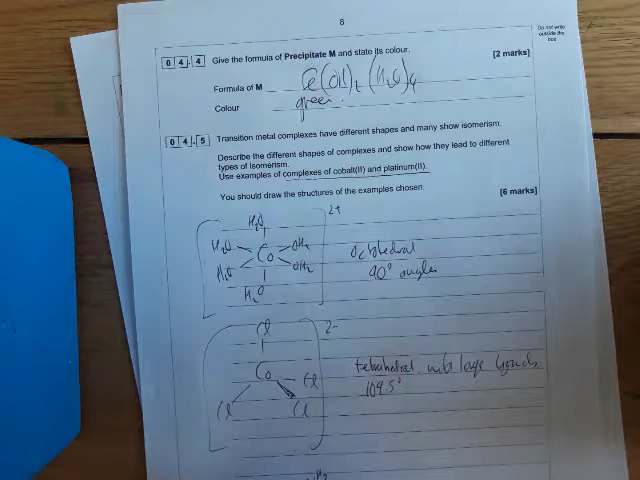 8
Do not write
outside the
box
0 4 . 4 Give the formula of Precipitate M and state its colour.
[2 marks]
Formula of M (OH)2 (H2O)4
Colour green.
0 4 . 5 Transition metal complexes have different shapes and many show isomerism.
Describe the different shapes of complexes and show how they lead to different
types of isomerism.
Use examples of complexes of cobalt(II) and platinum(II).
You should draw the structures of the examples chosen.
[6 marks]
2+
H2O
H2O OH2
Co octahedral
H2O OH2 90° angles
H2O
2-
Cl
Co tetrahedral with large ligands
Cl 109.5°
Cl Cl